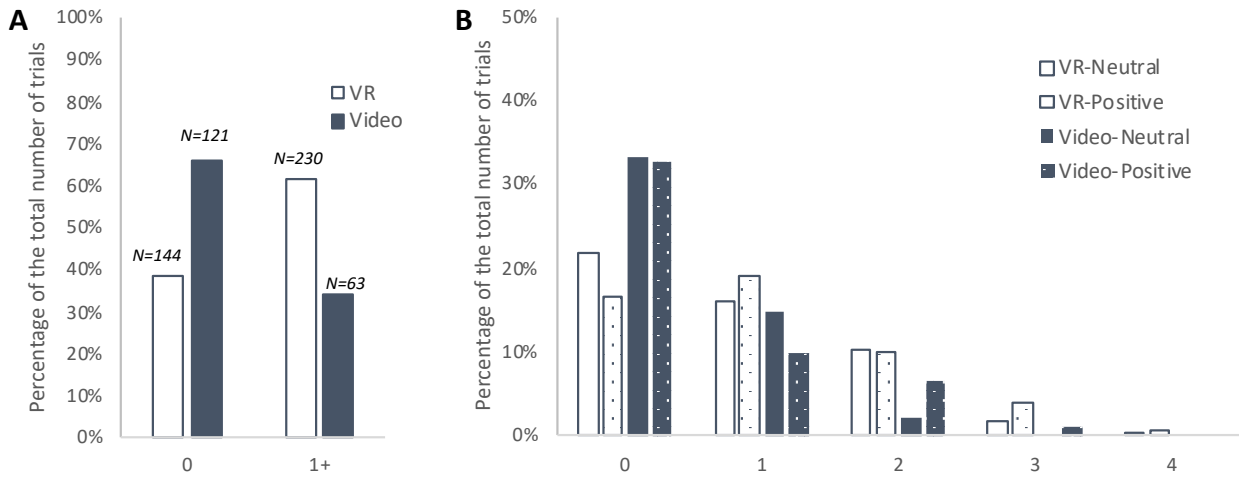 A
Percentage of the total number of trials
100%
90%
80%
70%
60%
50%
40%
30%
20%
10%
0%
VR
Video
N=121
N=230
N=144
N=63
0
1+
B
Percentage of the total number of trials
50%
40%
30%
20%
10%
0%
VR-Neutral
VR-Positive
Video-Neutral
Video-Positive
0
1
2
3
4